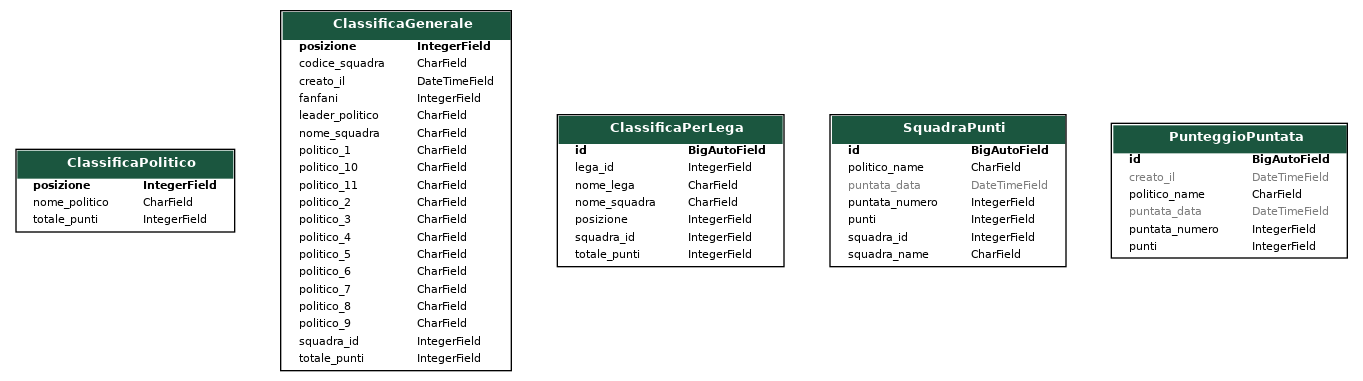 ClassificaPolitico
posizione IntegerField
nome_politico CharField
totale_punti IntegerField
ClassificaGenerale
posizione IntegerField
codice_squadra CharField
creato_il DateTimeField
fanfani IntegerField
leader_politico CharField
nome_squadra CharField
politico_1 CharField
politico_10 CharField
politico_11 CharField
politico_2 CharField
politico_3 CharField
politico_4 CharField
politico_5 CharField
politico_6 CharField
politico_7 CharField
politico_8 CharField
politico_9 CharField
squadra_id IntegerField
totale_punti IntegerField
ClassificaPerLega
id BigAutoField
lega_id IntegerField
nome_lega CharField
nome_squadra CharField
posizione IntegerField
squadra_id IntegerField
totale_punti IntegerField
SquadraPunti
id BigAutoField
politico_name CharField
puntata_data DateTimeField
puntata_numero IntegerField
punti IntegerField
squadra_id IntegerField
squadra_name CharField
PunteggioPuntata
id BigAutoField
creato_il DateTimeField
politico_name CharField
puntata_data DateTimeField
puntata_numero IntegerField
punti IntegerField